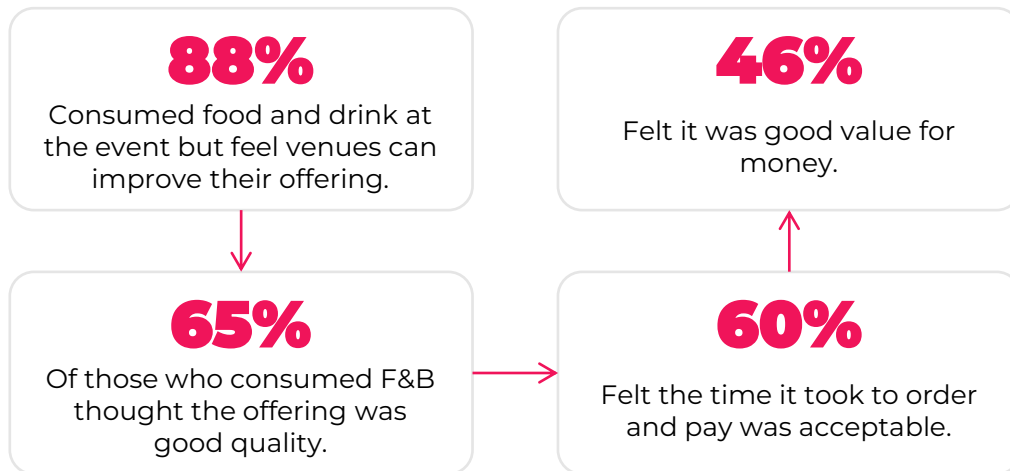 88%
Consumed food and drink at
the event but feel venues can
improve their offering.
65%
Of those who consumed F&B
thought the offering was
good quality.
60%
Felt the time it took to order
and pay was acceptable.
46%
Felt it was good value for
money.